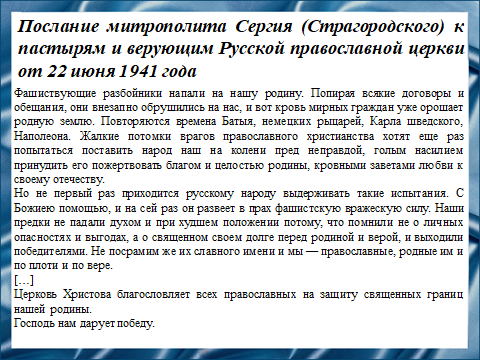 Послание митрополита Сергия (Страгородского) к
пастырям и верующим Русской православной церкви
от 22 июня 1941 года
Фашиствующие разбойники напали на нашу родину. Попирая всякие договоры и
обещания, они внезапно обрушились на нас, и вот кровь мирных граждан уже орошает
родную землю. Повторяются времена Батыя, немецких рыцарей, Карла шведского,
Наполеона. Жалкие потомки врагов православного христианства хотят еще раз
попытаться поставить народ наш на колени пред неправдой, голым насилием
принудить его пожертвовать благом и целостью родины, кровными заветами любви к
своему отечеству.
Но не первый раз приходится русскому народу выдерживать такие испытания. С
Божиею помощью, и на сей раз он развеет в прах фашистскую вражескую силу. Наши
предки не падали духом и при худшем положении потому, что помнили не о личных
опасностях и выгодах, а о священном своем долге перед родиной и верой, и выходили
победителями. Не посрамим же их славного имени и мы — православные, родные им и
по плоти и по вере.
[…]
Церковь Христова благословляет всех православных на защиту священных границ
нашей родины.
Господь нам дарует победу.